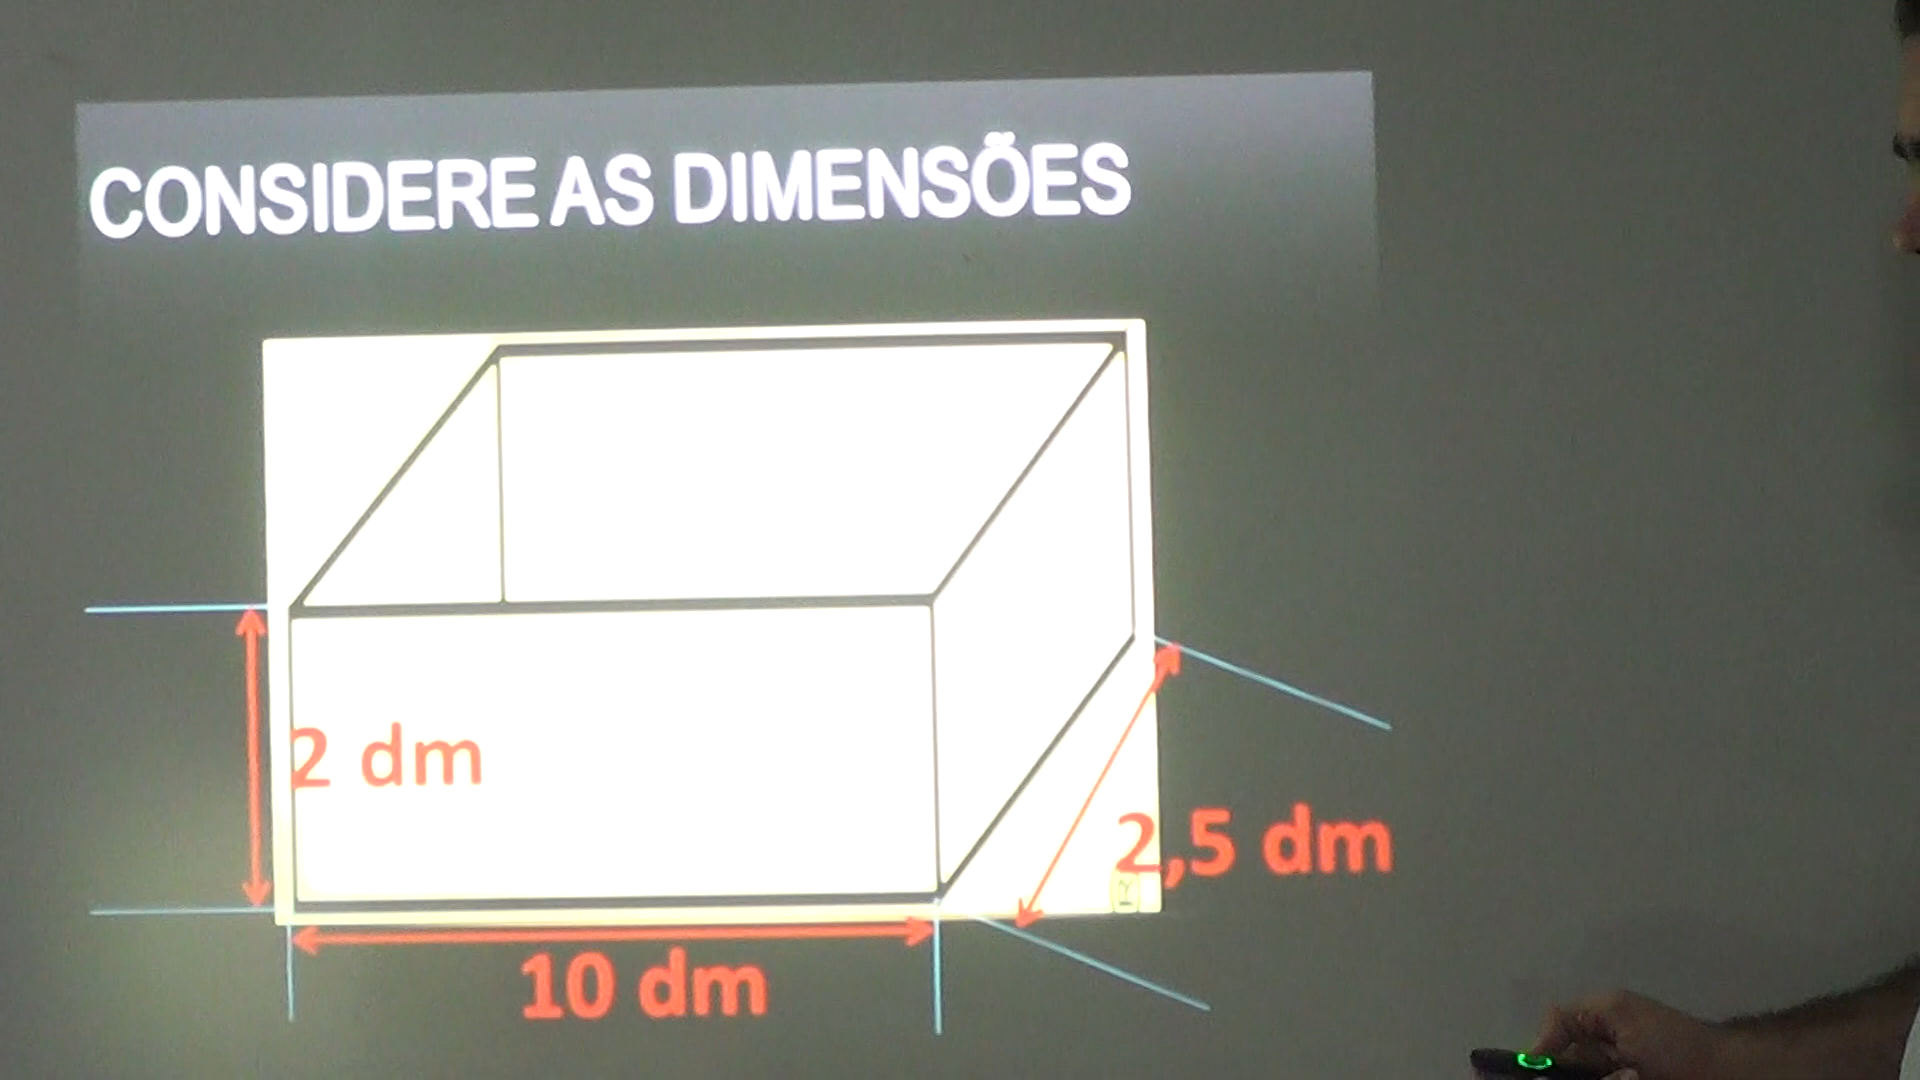 CONSIDERE AS DIMENSÕES
2 dm
2,5 dm
10 dm